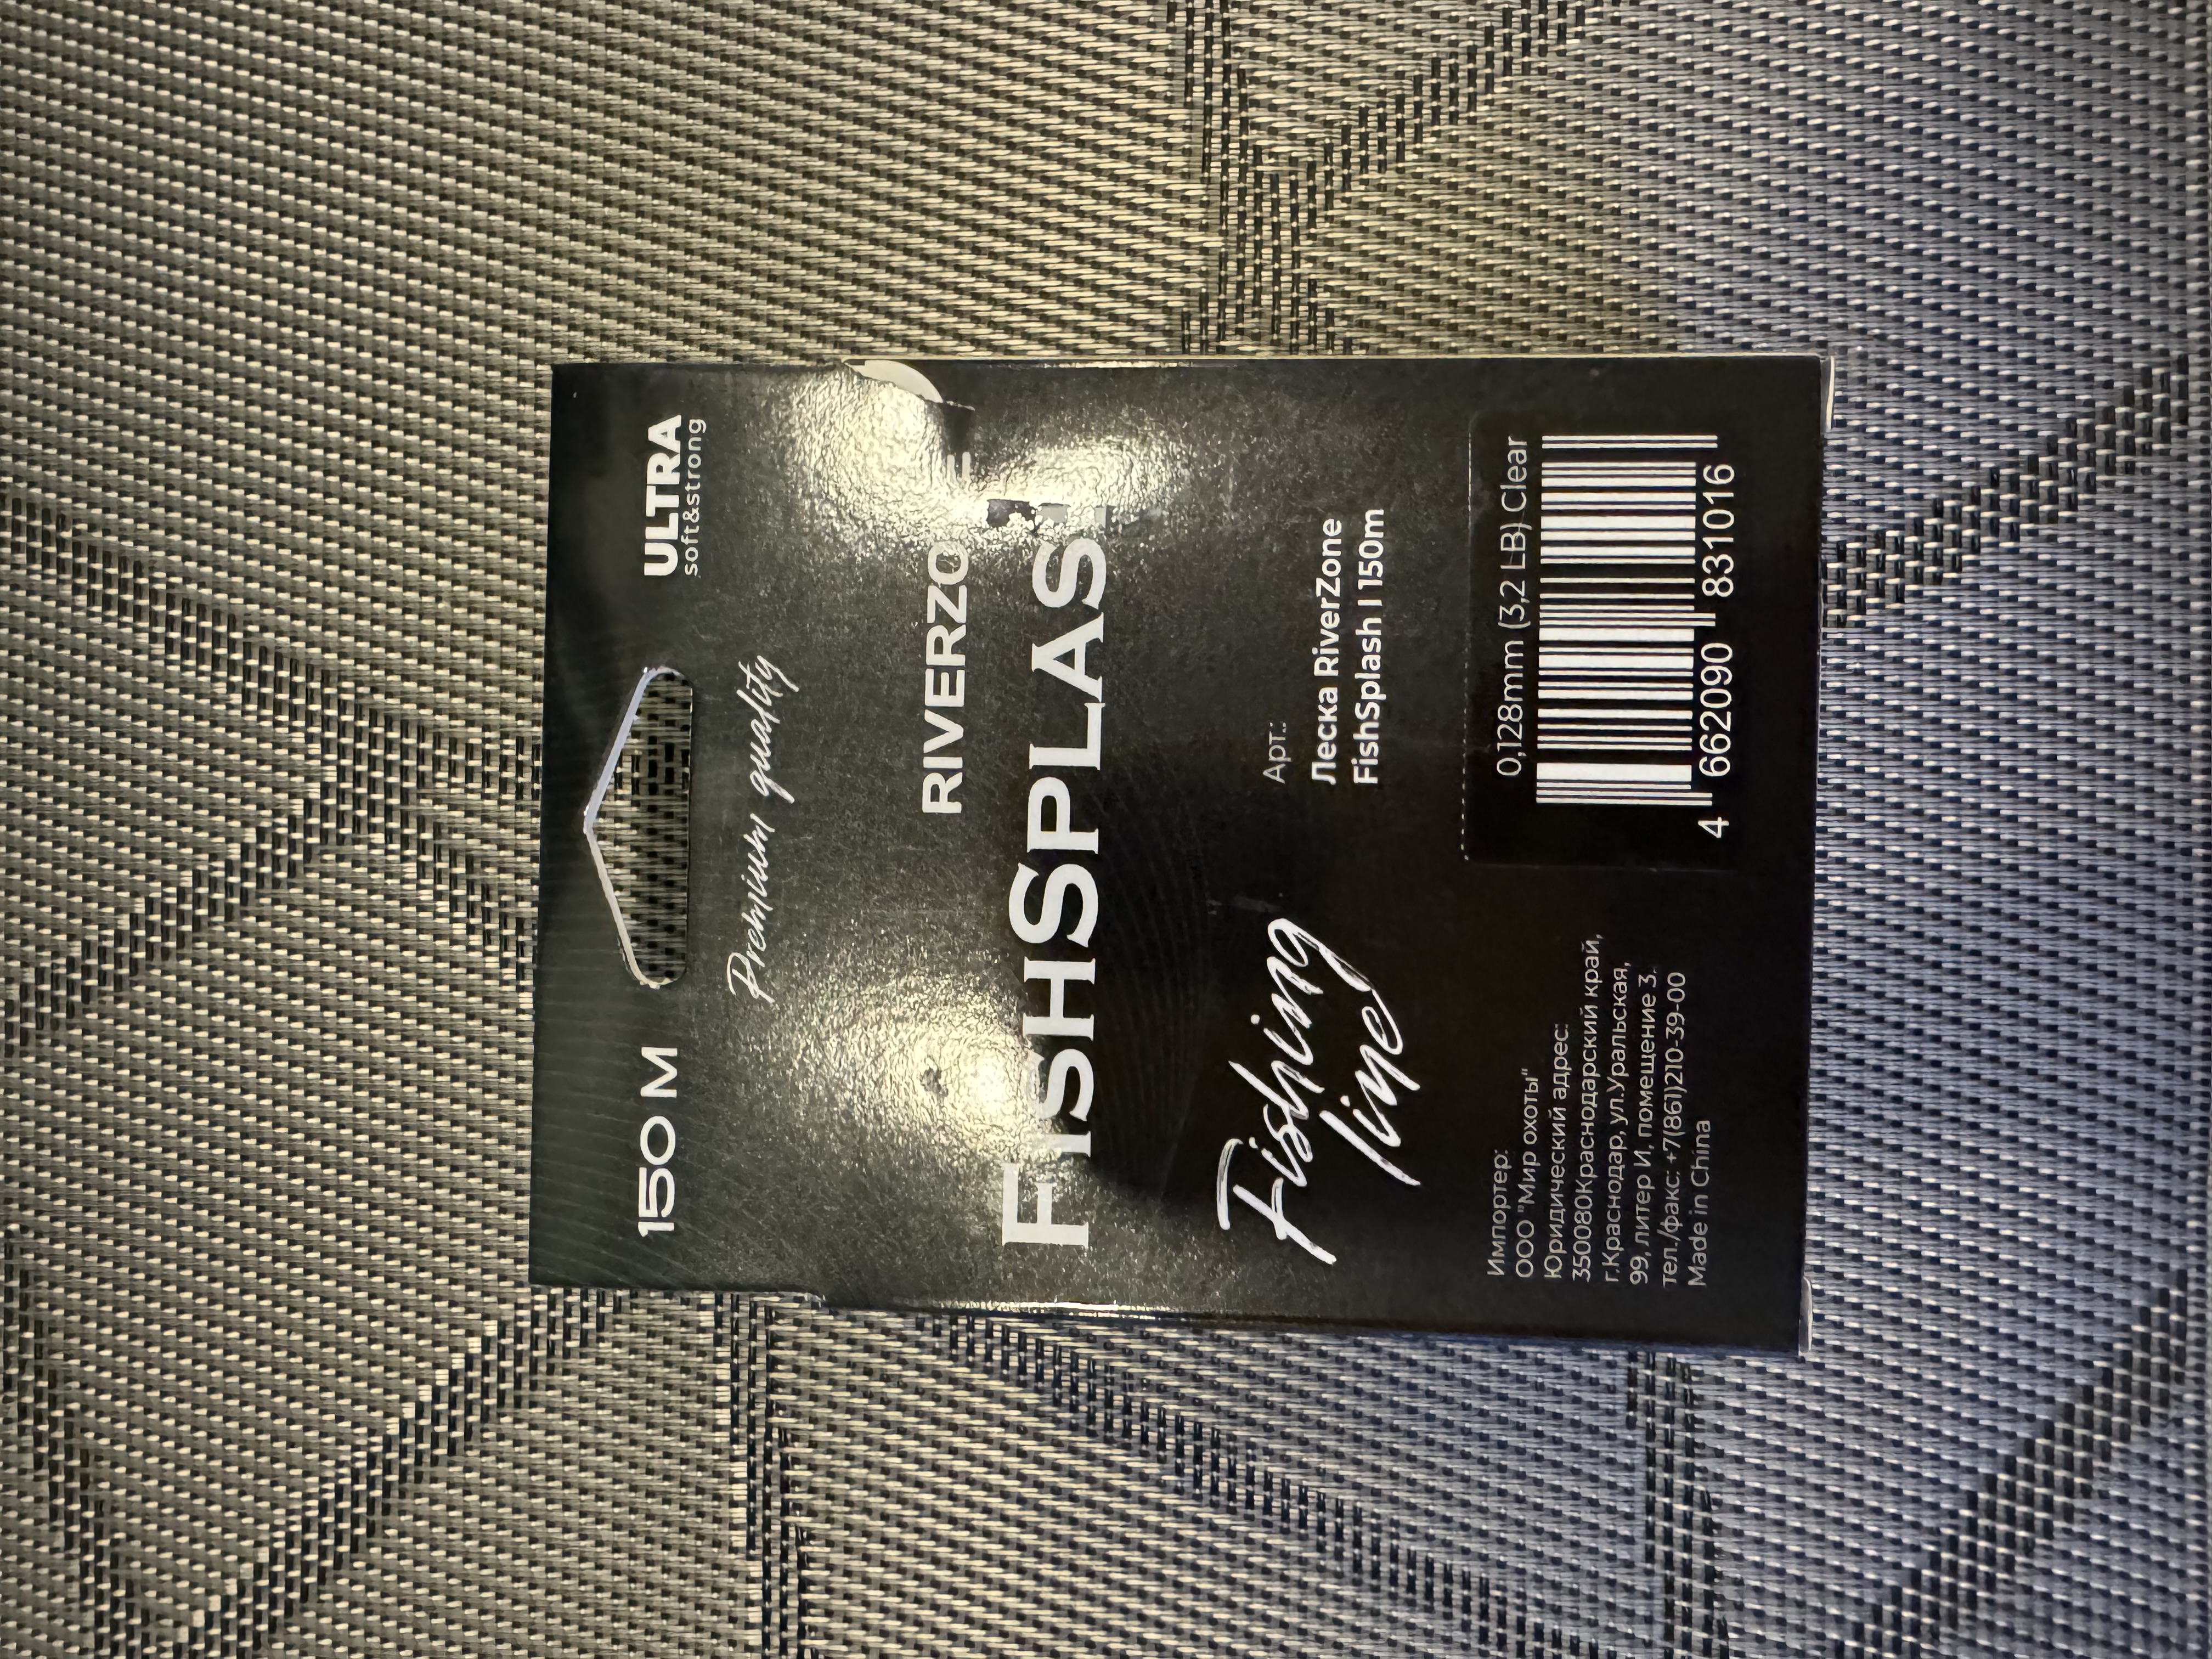 150 M
ULTRA
soft&strong
Premium quality
FISHSPLAS
Fishing
line
Арт.:
Леска RiverZone
FishSplash I 150m
Импортер:
ООО "Мир охоты"
Юридический адрес:
350080Краснодарский край,
г.Краснодар, ул.Уральская,
99, литер И, помещение 3.
тел./факс: +7(861)210-39-00
Made in China
0,128mm (3,2 LB) Clear
4 662090 831016